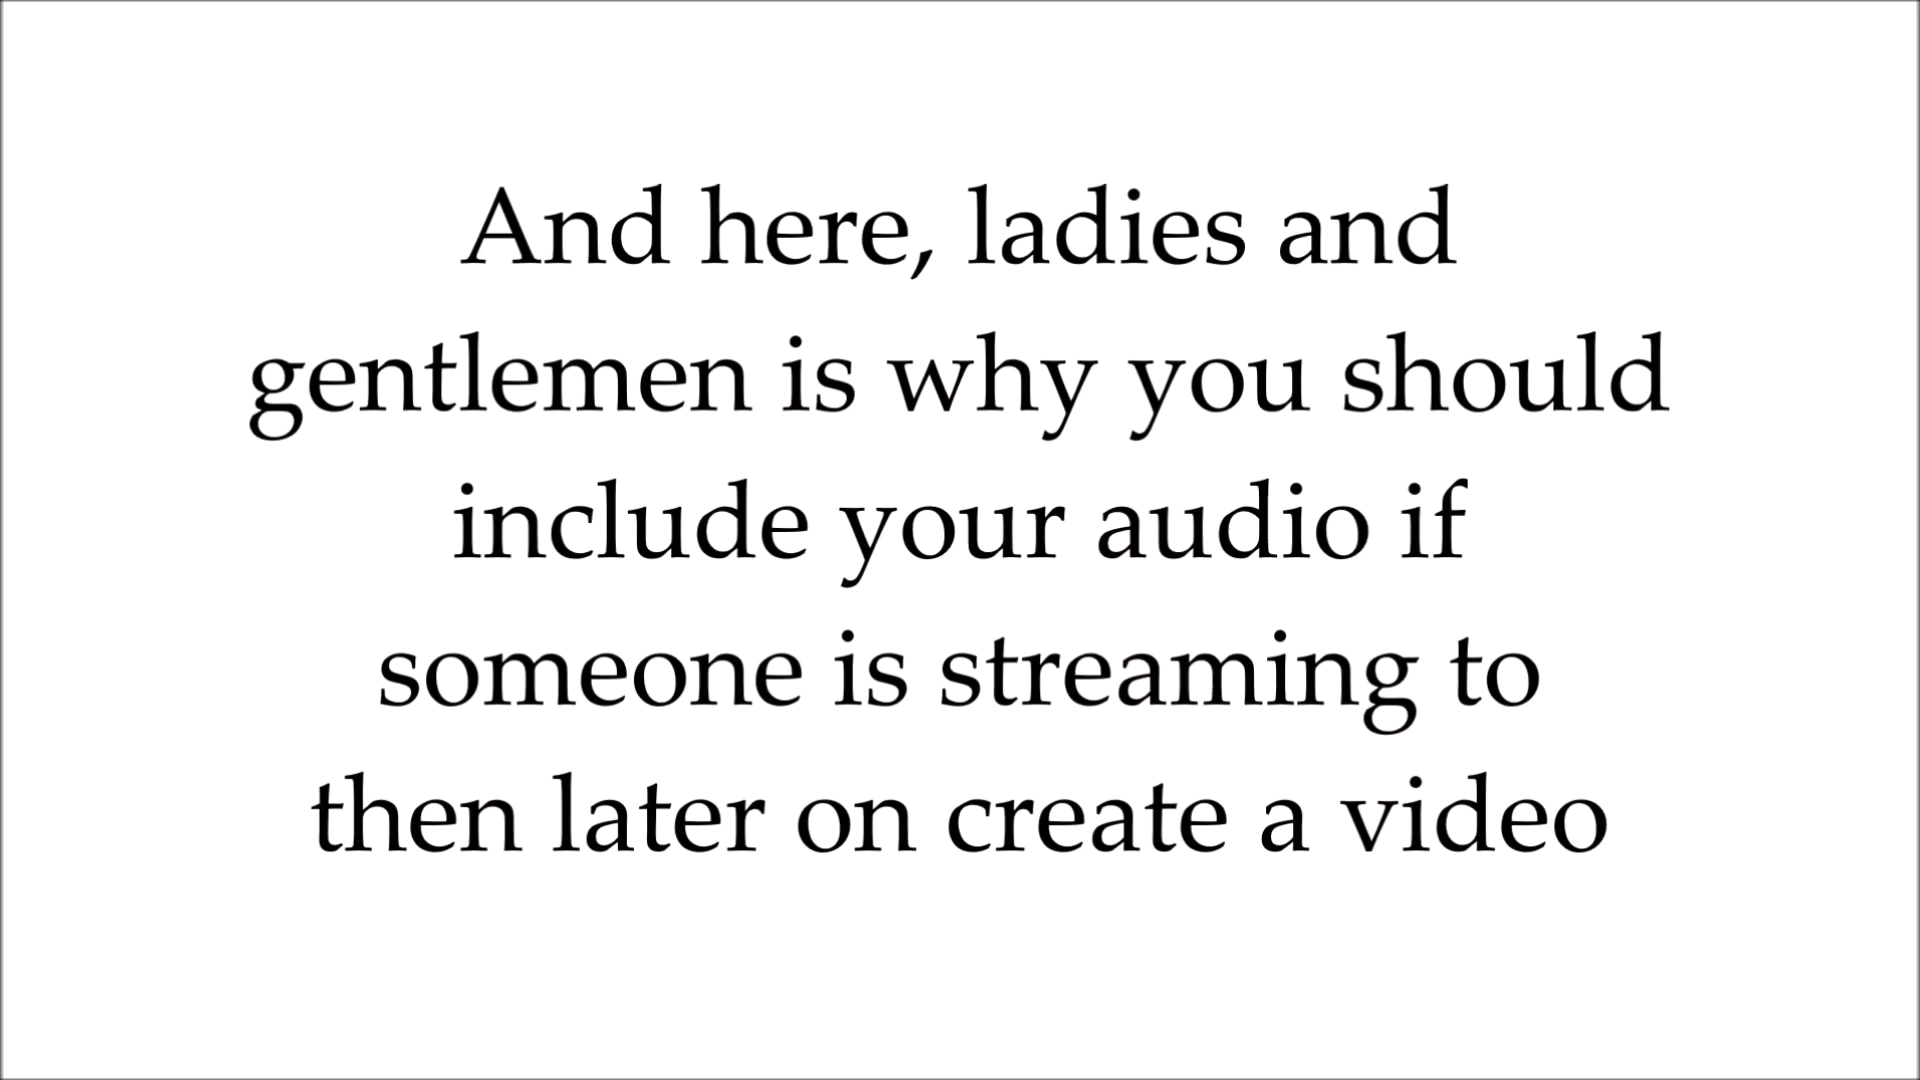 And here, ladies and
gentlemen is why you should
include your audio if
someone is streaming to
then later on create a video